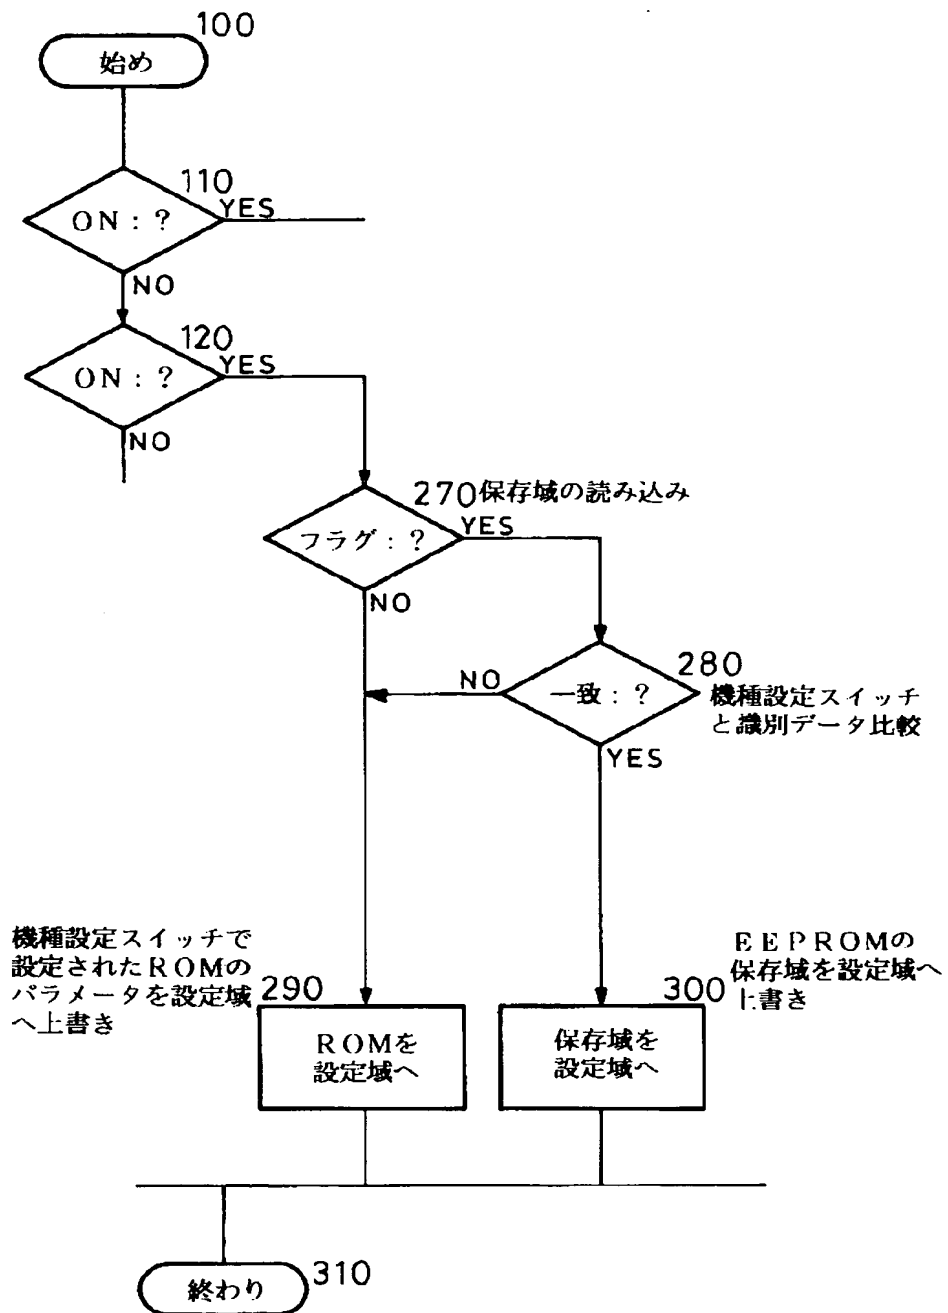 100
始め
110
ON：？
YES
NO
120
ON：？
YES
NO
270保存域の読み込み
フラグ：？
YES
NO
280
一致：？
NO
機種設定スイッチ
と識別データ比較
YES
機種設定スイッチで
設定されたROMの
パラメータを設定域
へ上書き
290
ROMを
設定域へ
EEPROMの
保存域を設定域へ
上書き
300
保存域を
設定域へ
終わり
310